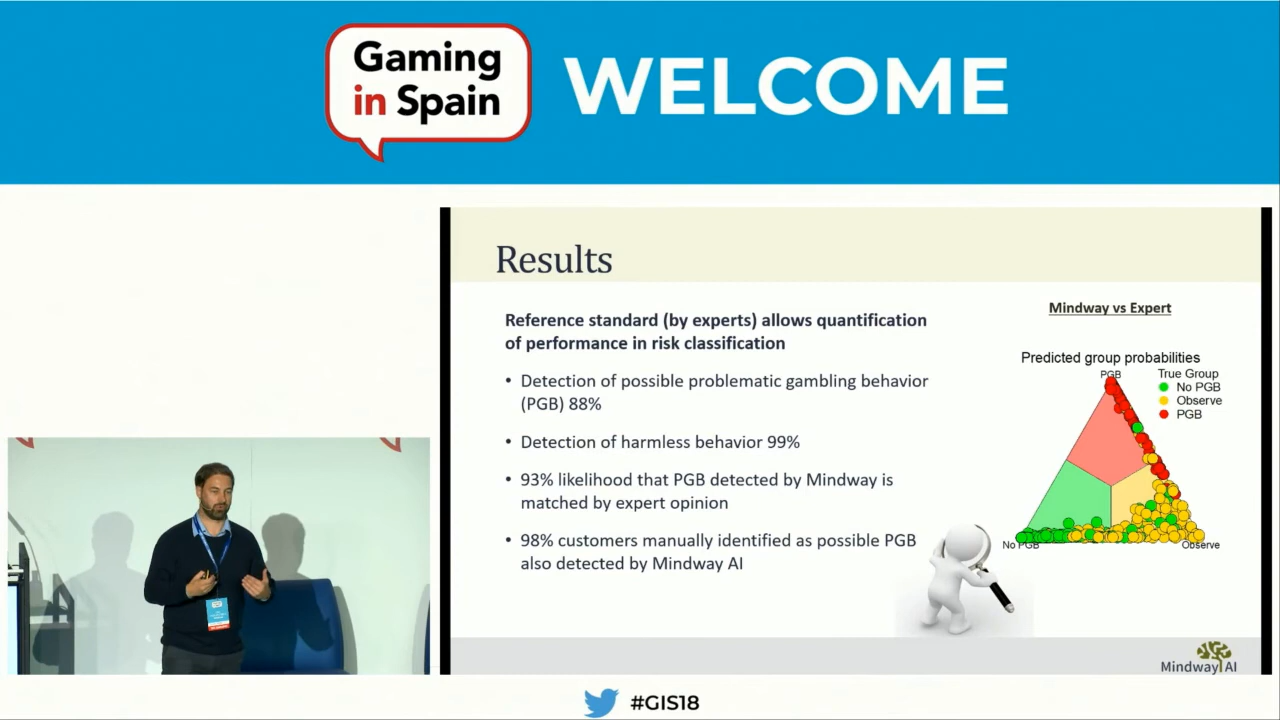 Gaming
in Spain
WELCOME
Results
Reference standard (by experts) allows quantification
of performance in risk classification
• Detection of possible problematic gambling behavior
(PGB) 88%
• Detection of harmless behavior 99%
• 93% likelihood that PGB detected by Mindway is
matched by expert opinion
• 98% customers manually identified as possible PGB
also detected by Mindway AI
Mindway vs Expert
Predicted group probabilities
PGB
True Group
No PGB
Observe
PGB
No PGB
Observe
Mindway AI
#GIS18